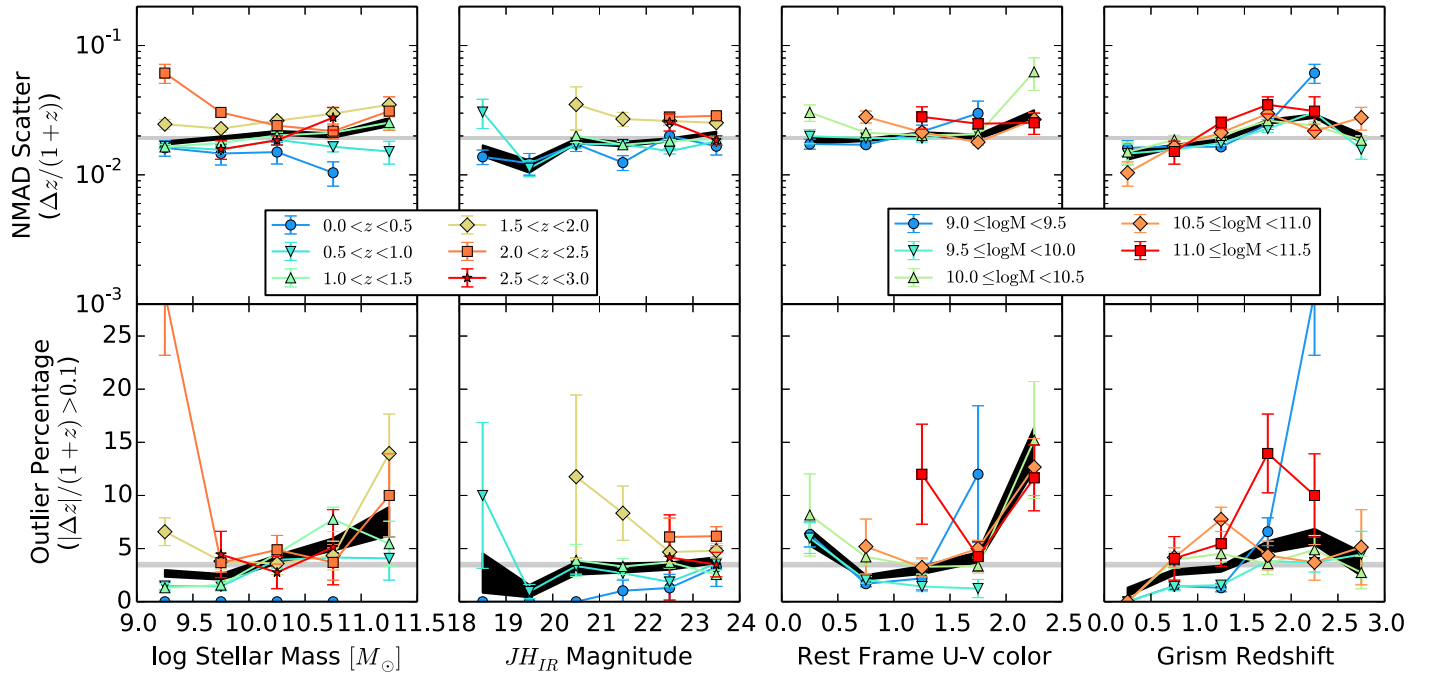 10⁻¹
10⁻²
10⁻³
NMAD Scatter
(Δz/(1+z))
0.0<z<0.5
0.5<z<1.0
1.0<z<1.5
1.5<z<2.0
2.0<z<2.5
2.5<z<3.0
9.0≤logM<9.5
9.5≤logM<10.0
10.0≤logM<10.5
10.5≤logM<11.0
11.0≤logM<11.5
25
20
15
10
5
0
Outlier Percentage
(|Δz|/(1+z)>0.1)
9.0 9.5 10.0 10.5 11.0 11.5
log Stellar Mass [M⊙]
18 19 20 21 22 23 24
JH_IR Magnitude
0.0 0.5 1.0 1.5 2.0 2.5
Rest Frame U-V color
0.0 0.5 1.0 1.5 2.0 2.5 3.0
Grism Redshift